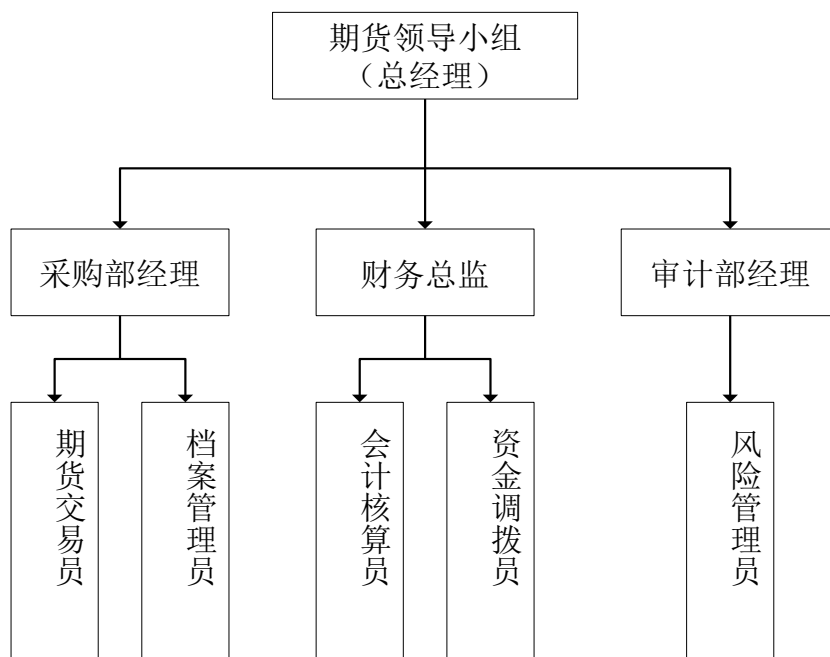 期货领导小组
（总经理）
采购部经理
财务总监
审计部经理
期货交易员
档案管理员
会计核算员
资金调拨员
风险管理员